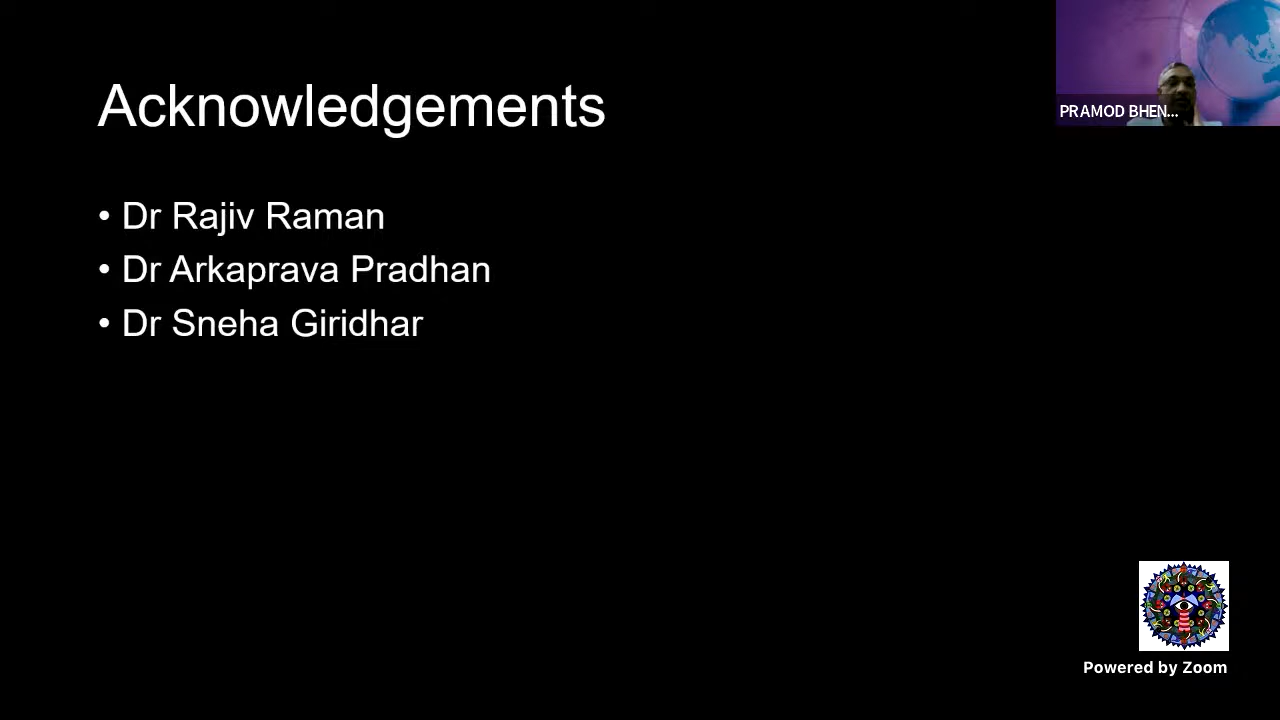 Acknowledgements
PRAMOD BHEN...
• Dr Rajiv Raman
• Dr Arkaprava Pradhan
• Dr Sneha Giridhar
Powered by Zoom